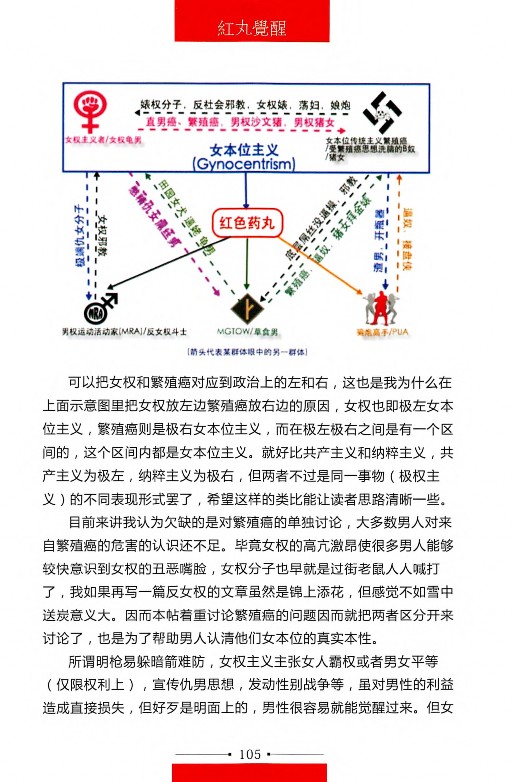 紅丸覺醒
婊权分子，反社会邪教，女权婊，荡妇，娘炮
直男癌、繁殖癌，男权沙文猪，男权猪女
女权主义者/女权龟男
女本位主义
(Gynocentrism)
女本位传统主义繁殖癌
/受繁殖癌思想洗脑的B奴
/猪女
极端仇女分子
女权邪教
田园女犬
红色药丸
邪教
渣男，开瓶器
接盘侠
MRA
男权运动活动家(MRA)/反女权斗士
MGTOW/草食男
/PUA
(箭头代表某群体眼中的另一群体)
可以把女权和繁殖癌对应到政治上的左和右，这也是我为什么在
上面示意图里把女权放左边繁殖癌放右边的原因，女权也即极左女本
位主义，繁殖癌则是极右女本位主义，而在极左极右之间是有一个区
间的，这个区间内都是女本位主义。就好比共产主义和纳粹主义，共
产主义为极左，纳粹主义为极右，但两者不过是同一事物（极权主
义）的不同表现形式罢了，希望这样的类比能让读者思路清晰一些。
目前来讲我认为欠缺的是对繁殖癌的单独讨论，大多数男人对来
自繁殖癌的危害的认识还不足。毕竟女权的高亢激昂使很多男人能够
较快意识到女权的丑恶嘴脸，女权分子也早就是过街老鼠人人喊打
了，我如果再写一篇反女权的文章虽然是锦上添花，但感觉不如雪中
送炭意义大。因而本帖着重讨论繁殖癌的问题因而就把两者区分开来
讨论了，也是为了帮助男人认清他们女本位的真实本性。
所谓明枪易躲暗箭难防，女权主义主张女人霸权或者男女平等
（仅限权利上），宣传仇男思想，发动性别战争等，虽对男性的利益
造成直接损失，但好歹是明面上的，男性很容易就能觉醒过来。但女
105